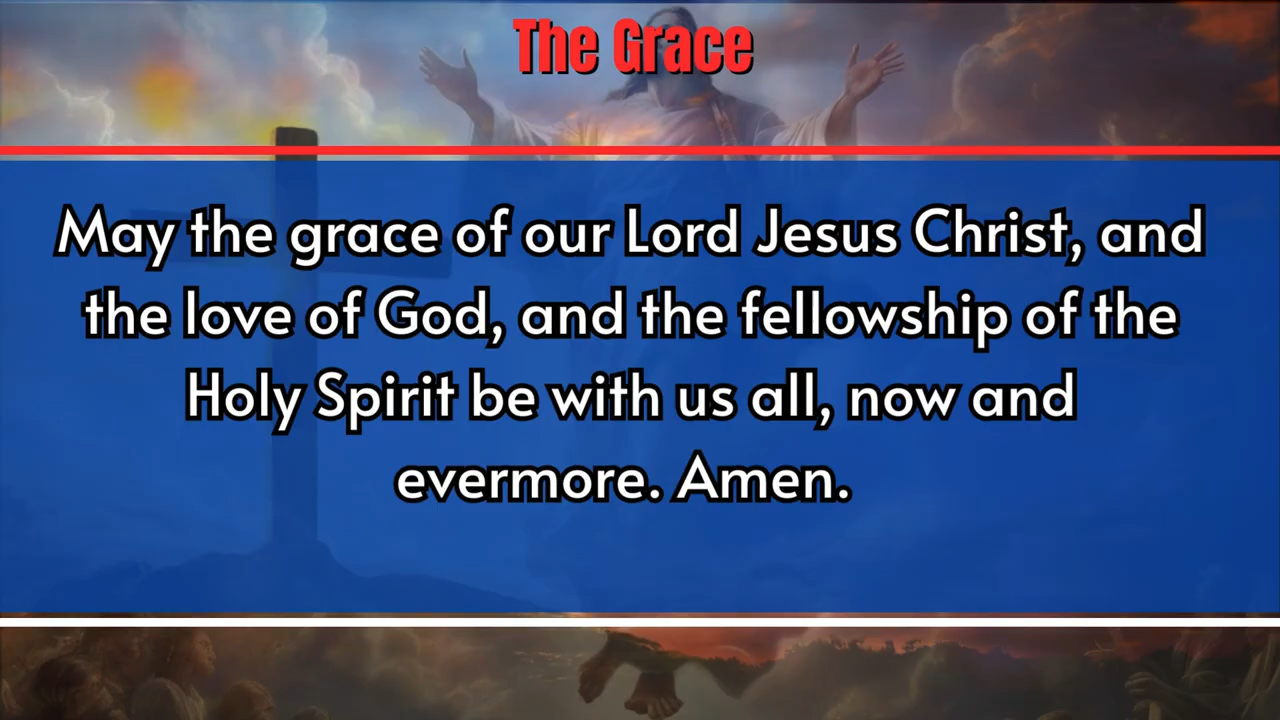 The Grace
May the grace of our Lord Jesus Christ, and
the love of God, and the fellowship of the
Holy Spirit be with us all, now and
evermore. Amen.